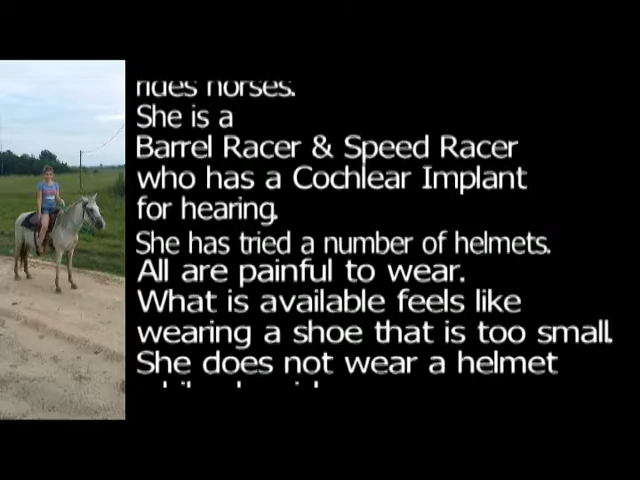 rides horses.
She is a
Barrel Racer & Speed Racer
who has a Cochlear Implant
for hearing.
She has tried a number of helmets.
All are painful to wear.
What is available feels like
wearing a shoe that is too small.
She does not wear a helmet